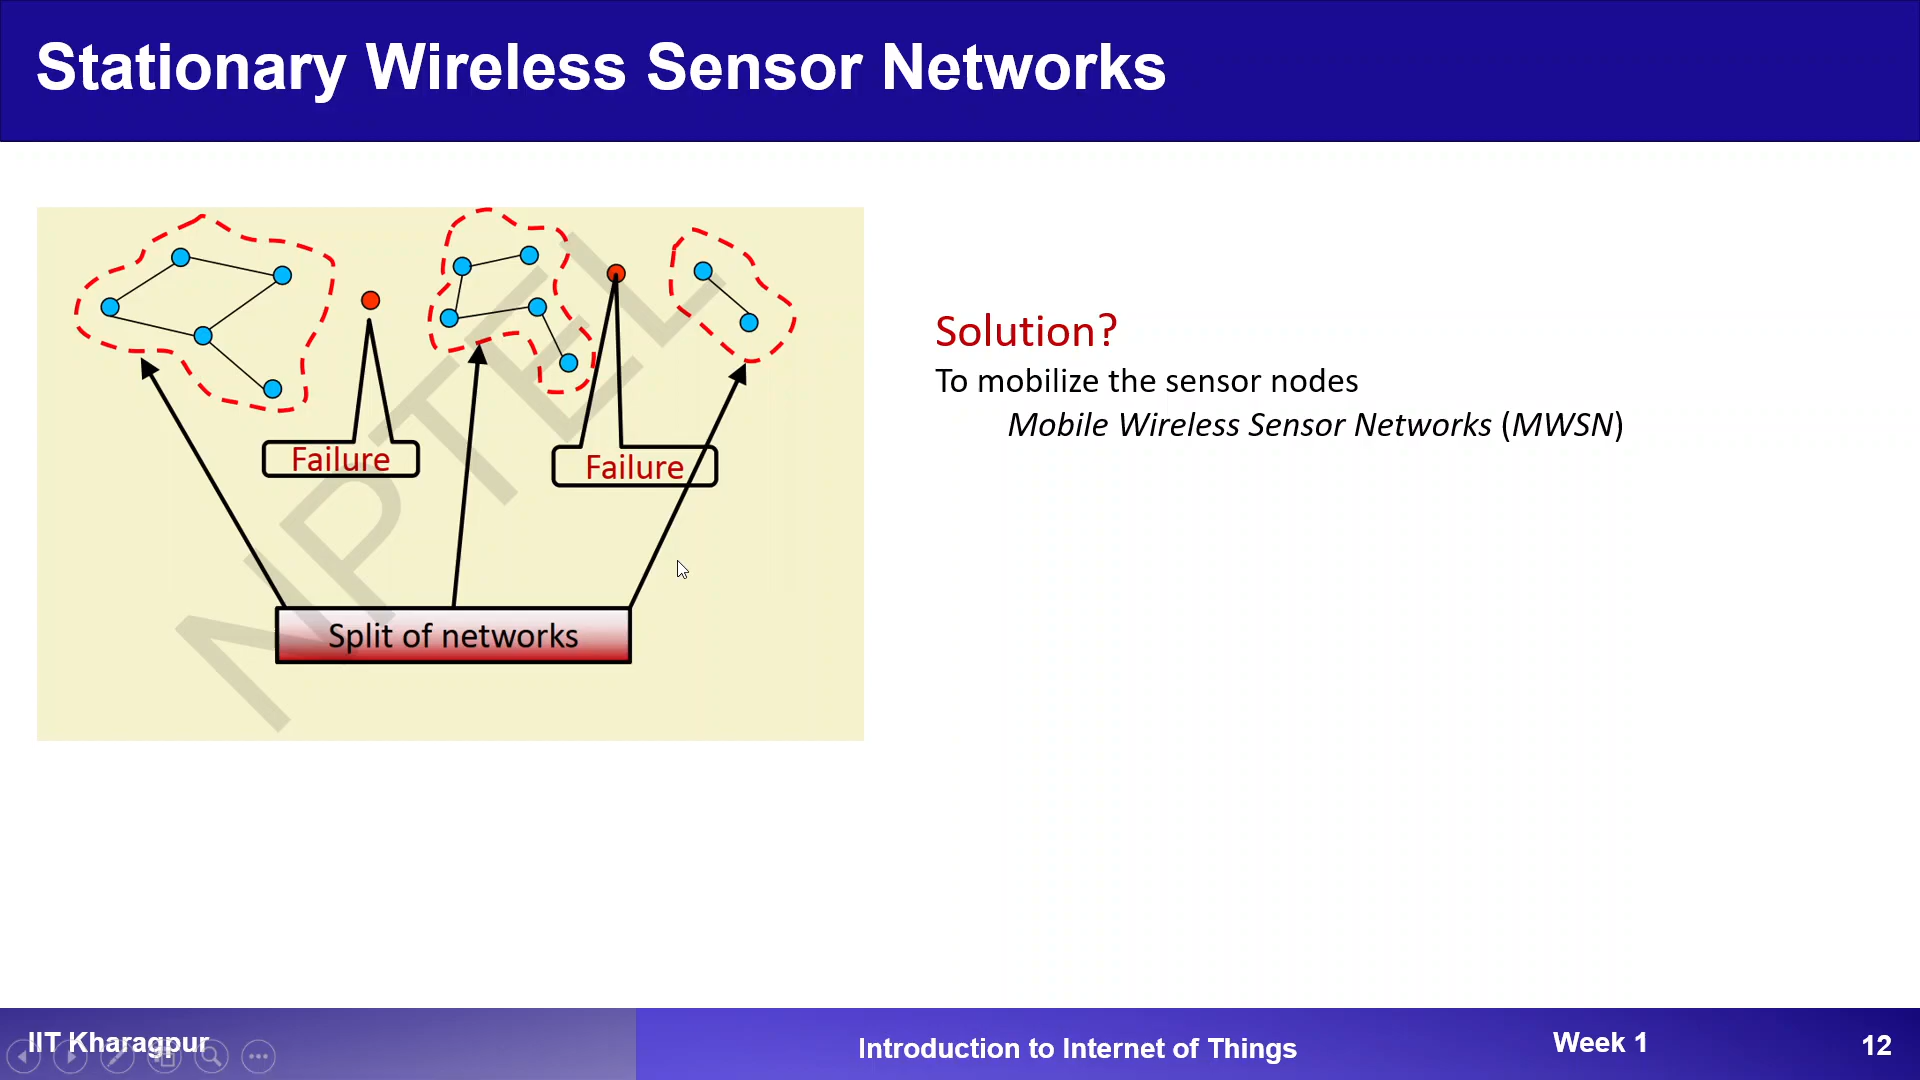 Stationary Wireless Sensor Networks
NPTEL
Failure
Failure
Split of networks
Solution?
To mobilize the sensor nodes
Mobile Wireless Sensor Networks (MWSN)
IIT Kharagpur
Introduction to Internet of Things
Week 1
12